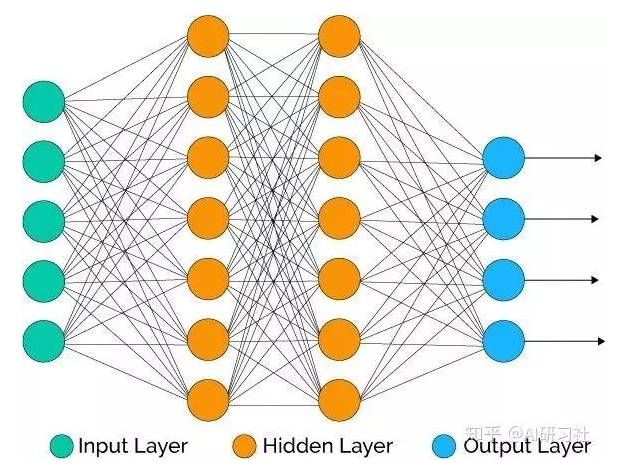 Input Layer
Hidden Layer
Output Layer
知乎 @AI研习社